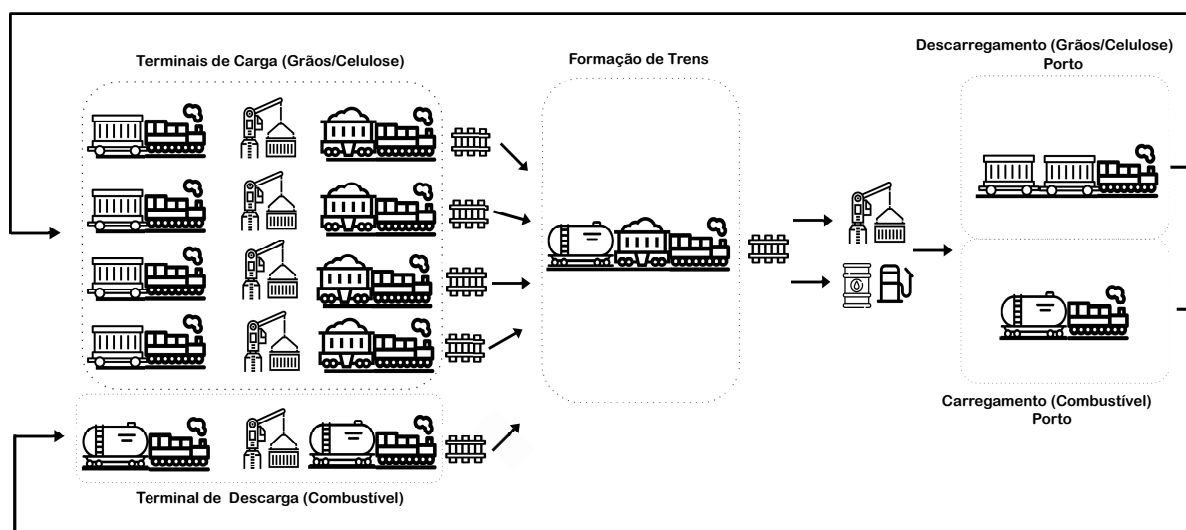 Terminais de Carga (Grãos/Celulose)
Formação de Trens
Descarregamento (Grãos/Celulose)
Porto
Carregamento (Combustível)
Porto
Terminal de Descarga (Combustível)